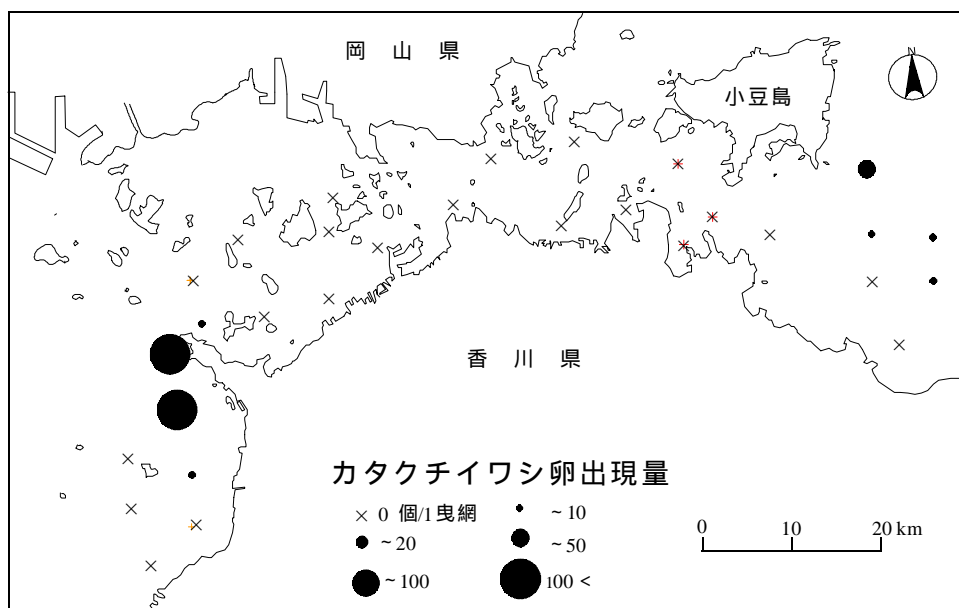 岡 山 県
N
小豆島
香 川 県
カタクチイワシ卵出現量
× 0 個/1曳網
~10
~20
~50
~100
100 <
0 10 20 km